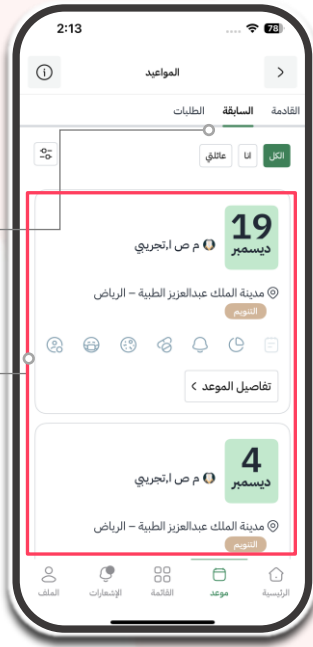 2:13
78
المواعيد
القادمة السابقة الطلبات
الكل انا عائلتي
19
ديسمبر
م ص ا,تجريبي
مدينة الملك عبدالعزيز الطبية – الرياض
التنويم
تفاصيل الموعد >
4
ديسمبر
م ص ا,تجريبي
مدينة الملك عبدالعزيز الطبية – الرياض
التنويم
الرئيسية موعد القائمة الإشعارات الملف